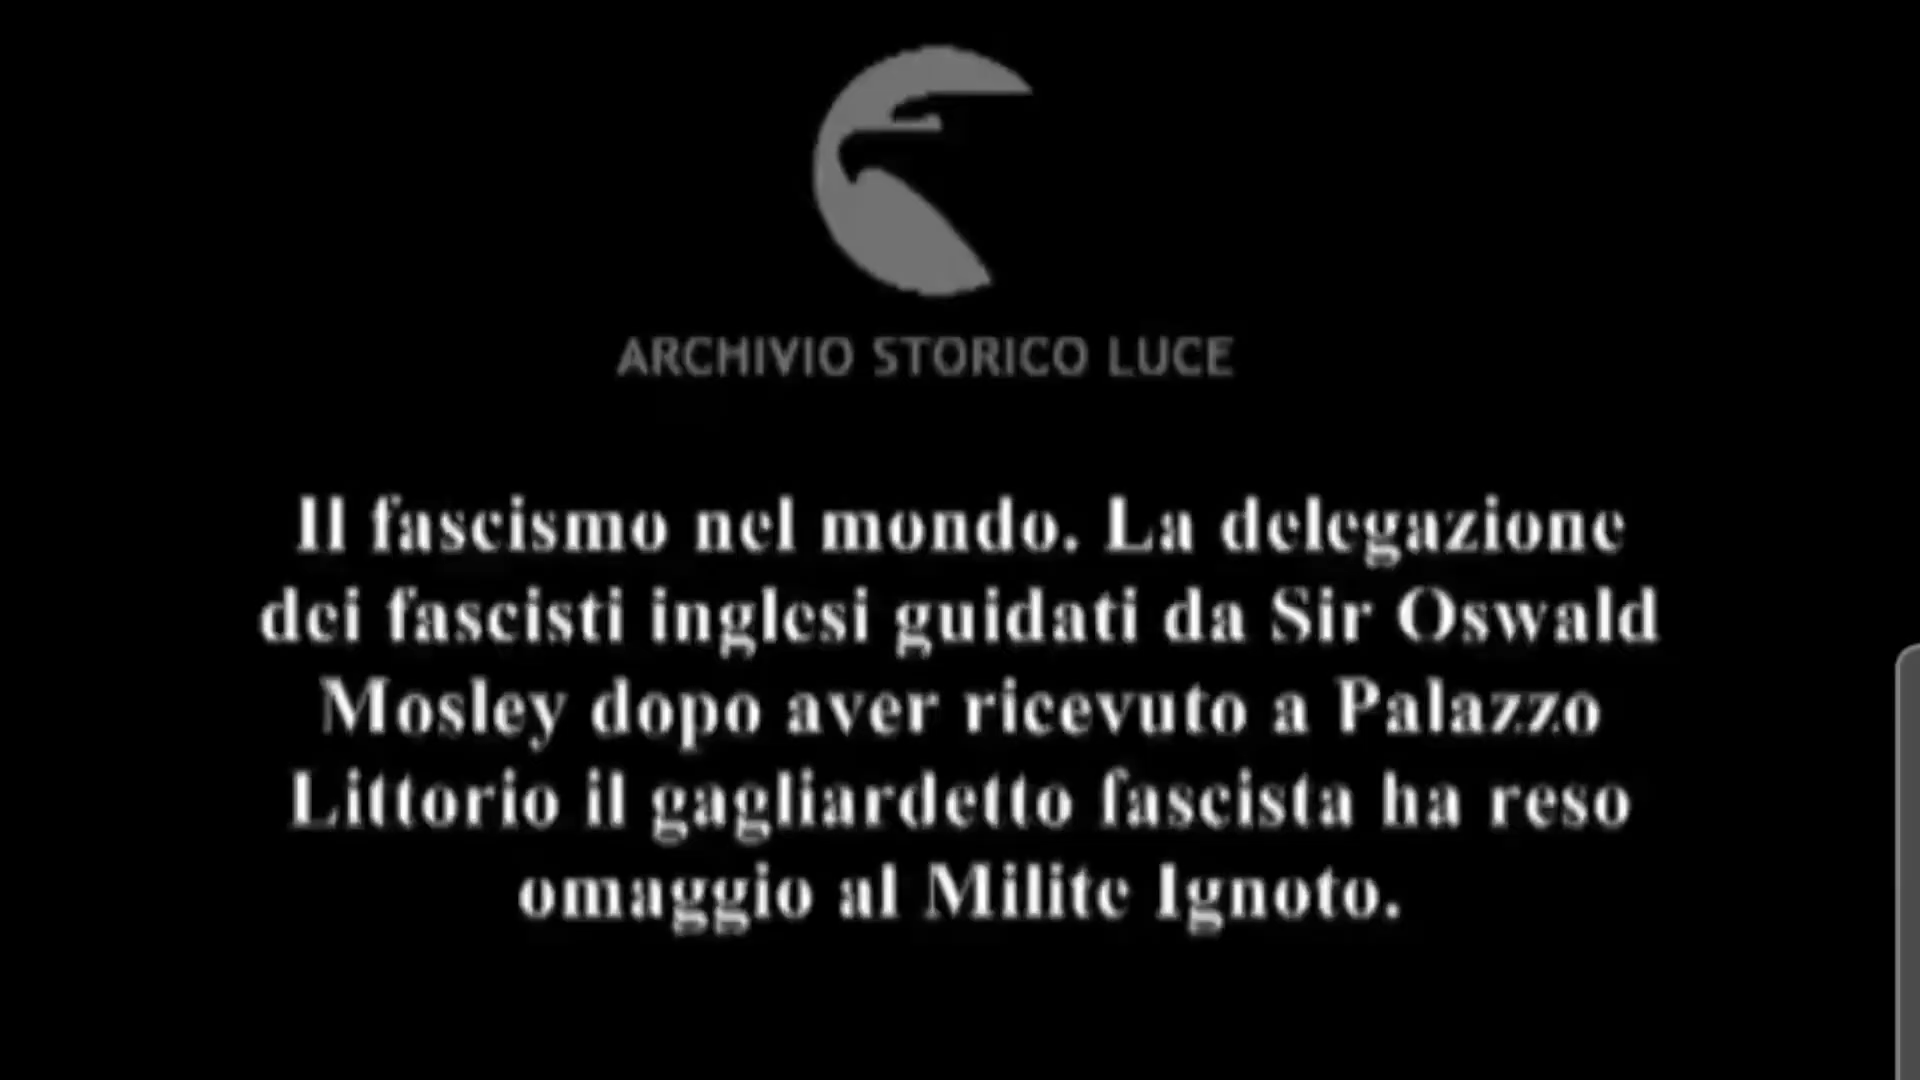 ARCHIVIO STORICO LUCE
Il fascismo nel mondo. La delegazione
dei fascisti inglesi guidati da Sir Oswald
Mosley dopo aver ricevuto a Palazzo
Littorio il gagliardetto fascista ha reso
omaggio al Milite Ignoto.